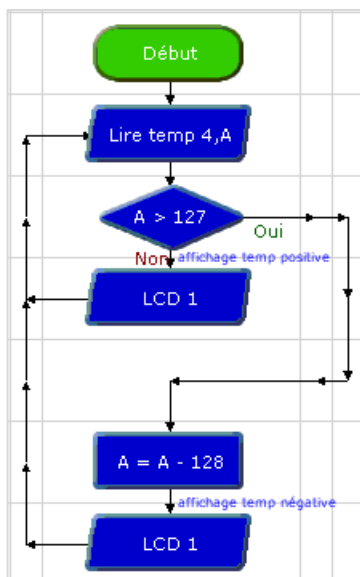 Début
Lire temp 4,A
A > 127
Oui
Non
affichage temp positive
LCD 1
A = A - 128
affichage temp négative
LCD 1